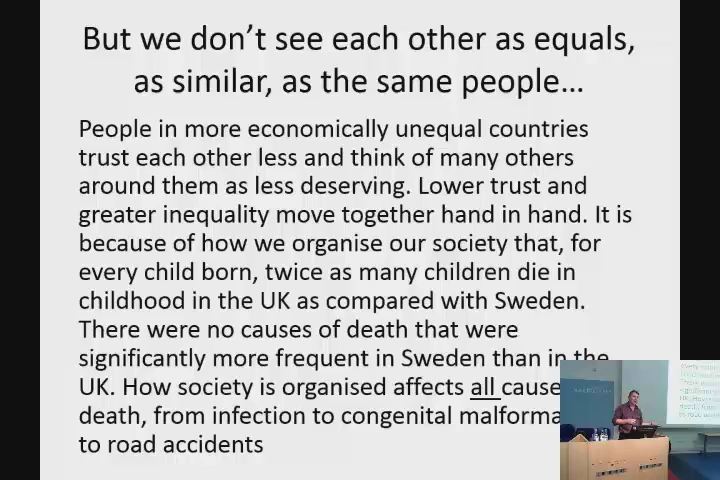 But we don't see each other as equals,
as similar, as the same people…
People in more economically unequal countries
trust each other less and think of many others
around them as less deserving. Lower trust and
greater inequality move together hand in hand. It is
because of how we organise our society that, for
every child born, twice as many children die in
childhood in the UK as compared with Sweden.
There were no causes of death that were
significantly more frequent in Sweden than in the
UK. How society is organised affects all cause
death, from infection to congenital malforma
to road accidents